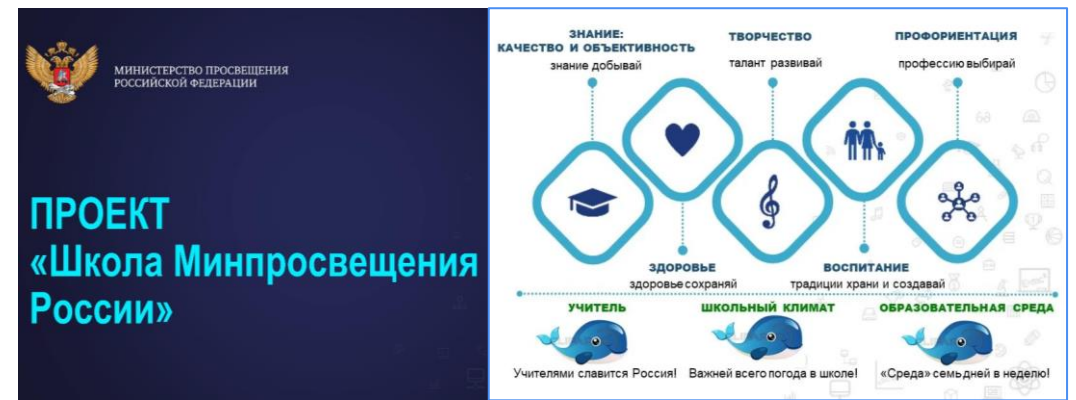 МИНИСТЕРСТВО ПРОСВЕЩЕНИЯ
РОССИЙСКОЙ ФЕДЕРАЦИИ
ПРОЕКТ
«Школа Минпросвещения
России»
ЗНАНИЕ:
КАЧЕСТВО И ОБЪЕКТИВНОСТЬ
знание добывай
ТВОРЧЕСТВО
талант развивай
ПРОФОРИЕНТАЦИЯ
профессию выбирай
ЗДОРОВЬЕ
здоровье сохраняй
ВОСПИТАНИЕ
традиции храни и создавай
УЧИТЕЛЬ
Учителями славится Россия!
ШКОЛЬНЫЙ КЛИМАТ
Важней всего погода в школе!
ОБРАЗОВАТЕЛЬНАЯ СРЕДА
«Среда» семь дней в неделю!